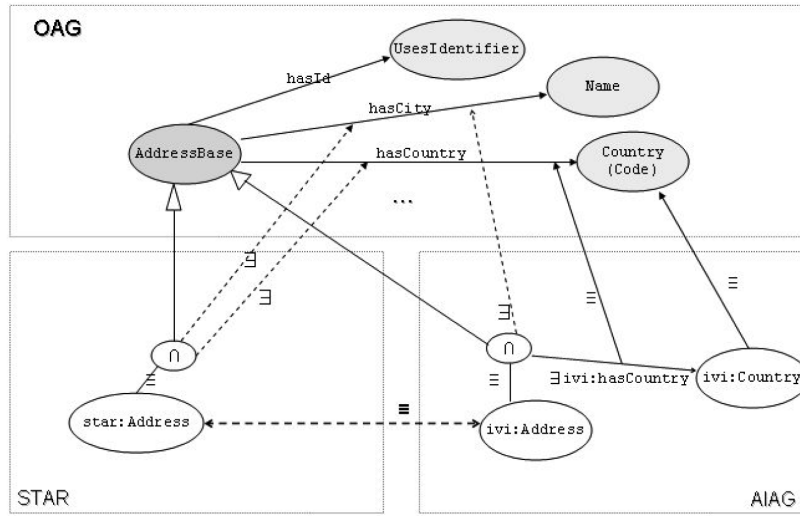 OAG
UsesIdentifier
hasId
Name
hasCity
AddressBase
hasCountry
Country
(Code)
...
∃
∃
∃
≡
≡
∩
∩
≡
≡
∃ivi:hasCountry
ivi:Country
star:Address
≡
ivi:Address
STAR
AIAG